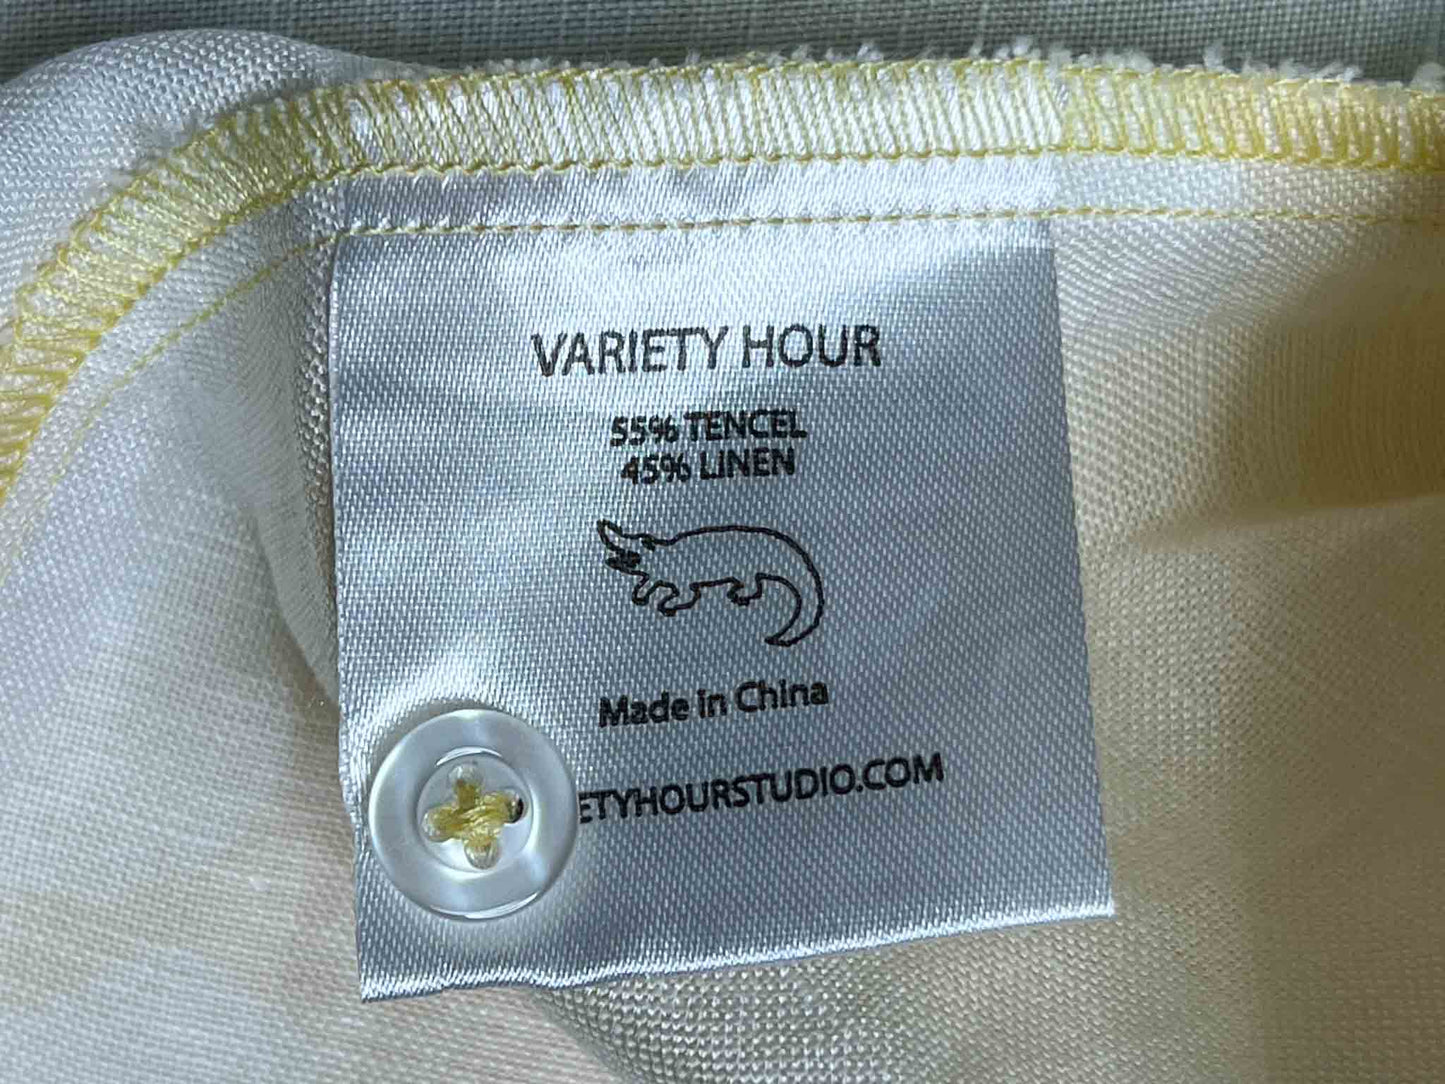 VARIETY HOUR
55% TENCEL
45% LINEN
Made in China
ETYHOURSTUDIO.COM